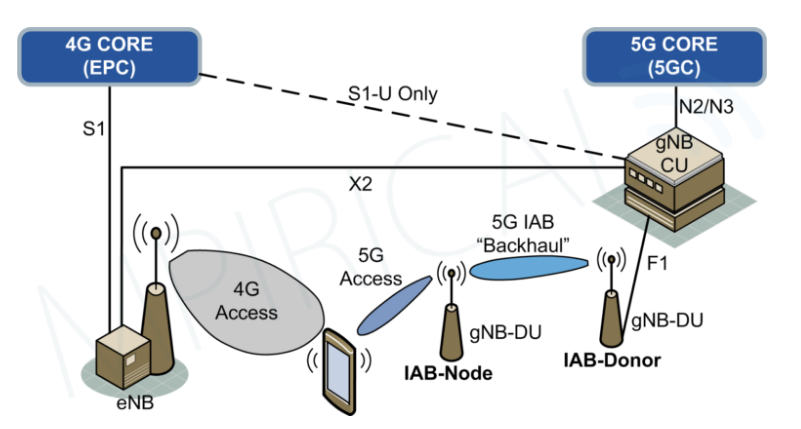 4G CORE
(EPC)
5G CORE
(5GC)
S1-U Only
S1
N2/N3
gNB
CU
X2
5G IAB
“Backhaul”
5G
Access
F1
4G
Access
gNB-DU
gNB-DU
IAB-Node
IAB-Donor
eNB
MPIRICAL